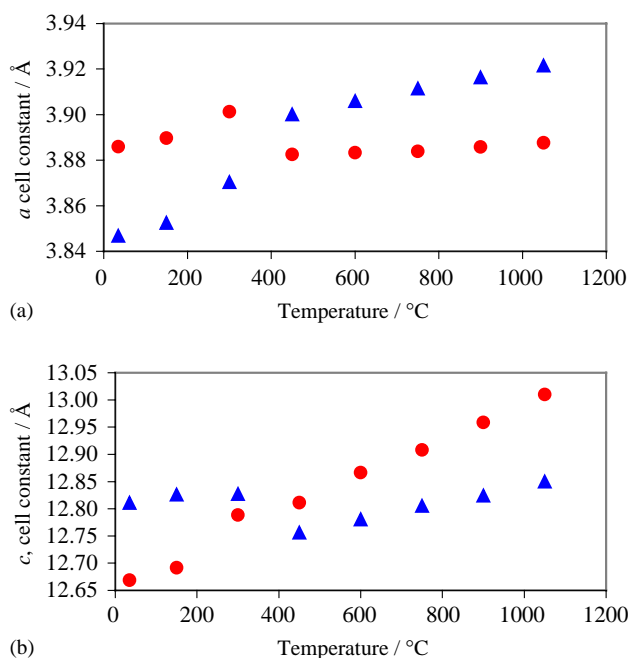 3.94
3.92
3.90
3.88
3.86
3.84
a cell constant / Å
0 200 400 600 800 1000 1200
(a) Temperature / °C
13.05
13.00
12.95
12.90
12.85
12.80
12.75
12.70
12.65
c, cell constant / Å
0 200 400 600 800 1000 1200
(b) Temperature / °C